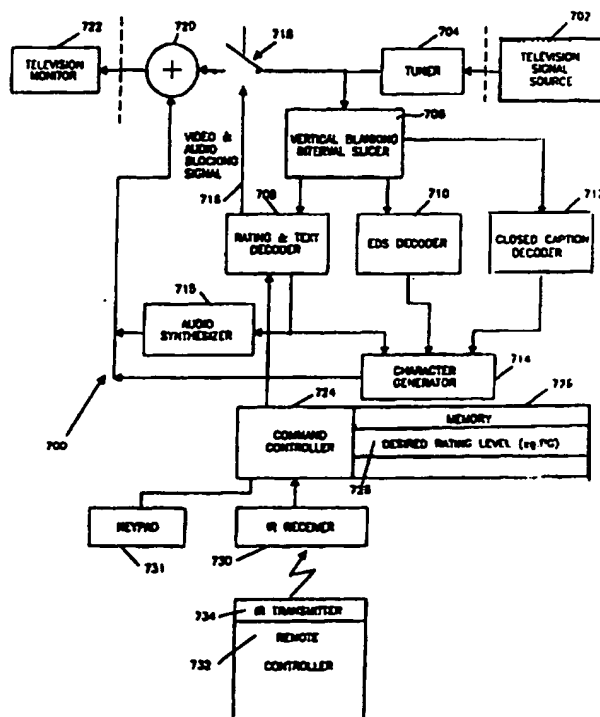 722
720
718
704
702
TELEVISION
MONITOR
TUNER
TELEVISION
SIGNAL
SOURCE
706
VERTICAL BLANKING
INTERVAL SLICER
VIDEO &
AUDIO
BLOCKING
SIGNAL
716
708
710
712
RATING & TEXT
DECODER
EDS DECODER
CLOSED CAPTION
DECODER
715
AUDIO
SYNTHESIZER
CHARACTER
GENERATOR
714
700
724
726
COMMAND
CONTROLLER
MEMORY
DESIRED RATING LEVEL (eg.PG)
728
KEYPAD
731
IR RECEIVER
730
734
IR TRANSMITTER
732
REMOTE
CONTROLLER